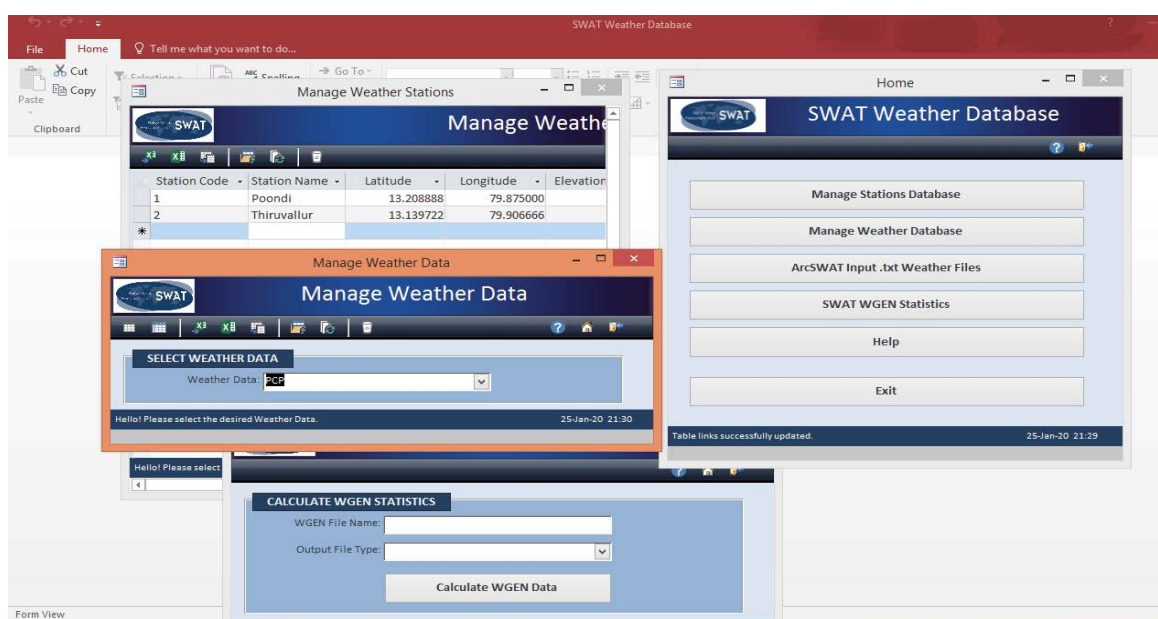 SWAT Weather Database
?
File Home Tell me what you want to do...
Cut
Copy
Paste
Clipboard
ABC Spelling
Go To
Manage Weather Stations
SWAT
Station Code Station Name Latitude Longitude Elevation
1 Poondi 13.208888 79.875000
2 Thiruvallur 13.139722 79.906666
*
Hello! Please select
Manage Weather Data
SWAT Manage Weather Data
SELECT WEATHER DATA
Weather Data: PCP
Hello! Please select the desired Weather Data. 25-Jan-20 21:30
CALCULATE WGEN STATISTICS
WGEN File Name:
Output File Type:
Calculate WGEN Data
Home
SWAT SWAT Weather Database
Manage Stations Database
Manage Weather Database
ArcSWAT Input .txt Weather Files
SWAT WGEN Statistics
Help
Exit
Table links successfully updated. 25-Jan-20 21:29
Form View